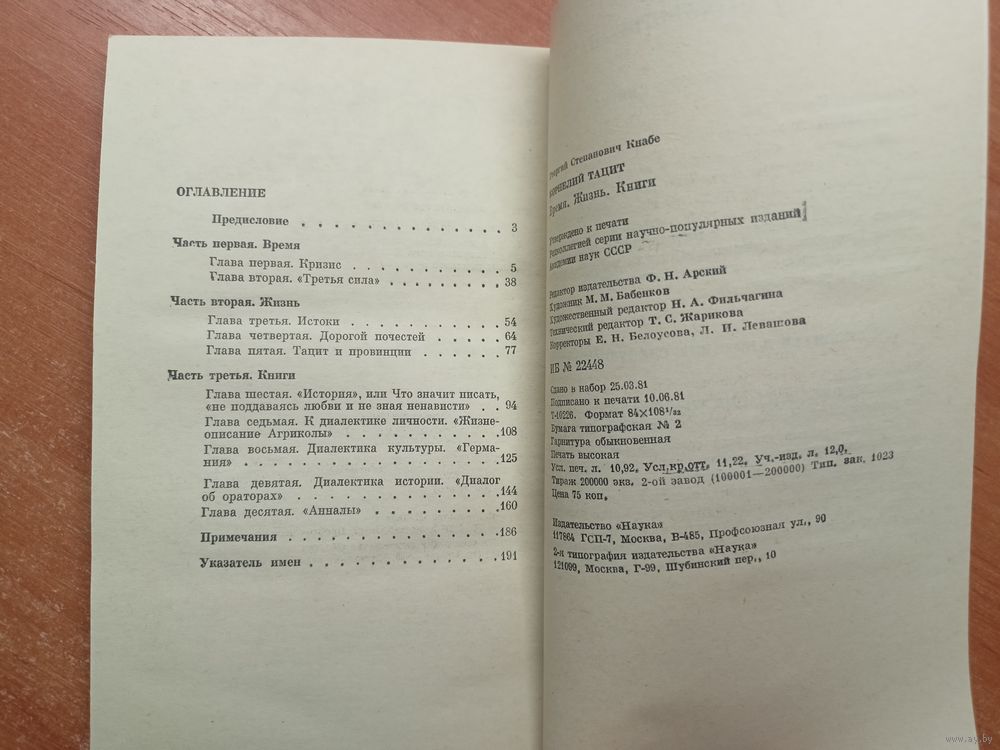 ОГЛАВЛЕНИЕ
Предисловие . . . . . . . . . . . . 3
Часть первая. Время
Глава первая. Кризис . . . . . . . . . . 5
Глава вторая. «Третья сила» . . . . . . . . 38
Часть вторая. Жизнь
Глава третья. Истоки . . . . . . . . . . 54
Глава четвертая. Дорогой почестей . . . . . . 64
Глава пятая. Тацит и провинции . . . . . . . 77
Часть третья. Книги
Глава шестая. «История», или Что значит писать,
«не поддаваясь любви и не зная ненависти» . . 94
Глава седьмая. К диалектике личности. «Жизне-
описание Агриколы» . . . . . . . . . . 108
Глава восьмая. Диалектика культуры. «Герма-
ния» . . . . . . . . . . . . . . . 125
Глава девятая. Диалектика истории. «Диалог
об ораторах» . . . . . . . . . . . . . 144
Глава десятая. «Анналы» . . . . . . . . . 160
Примечания . . . . . . . . . . . . . 186
Указатель имен . . . . . . . . . . . . 191
Георгий Степанович Кнабе
КОРНЕЛИЙ ТАЦИТ
Время. Жизнь. Книги
Утверждено к печати
Редколлегией серии научно-популярных изданий
Академии наук СССР
Редактор издательства Ф. Н. Арский
Художник М. М. Бабенков
Художественный редактор Н. А. Фильчагина
Технический редактор Т. С. Жарикова
Корректоры Е. Н. Белоусова, Л. И. Левашова
ИБ № 22448
Сдано в набор 25.03.81
Подписано к печати 10.06.81
Т-10226. Формат 84×108¹/₃₂
Бумага типографская № 2
Гарнитура обыкновенная
Печать высокая
Усл. печ. л. 10,92. Усл.кр.отт. 11,22. Уч.-изд. л. 12,0.
Тираж 200000 экз. 2-ой завод (100001—200000) Тип. зак. 1023
Цена 75 коп.
Издательство «Наука»
117864 ГСП-7, Москва, В-485, Профсоюзная ул., 90
2-я типография издательства «Наука»
121099, Москва, Г-99, Шубинский пер., 10
www.ay.by